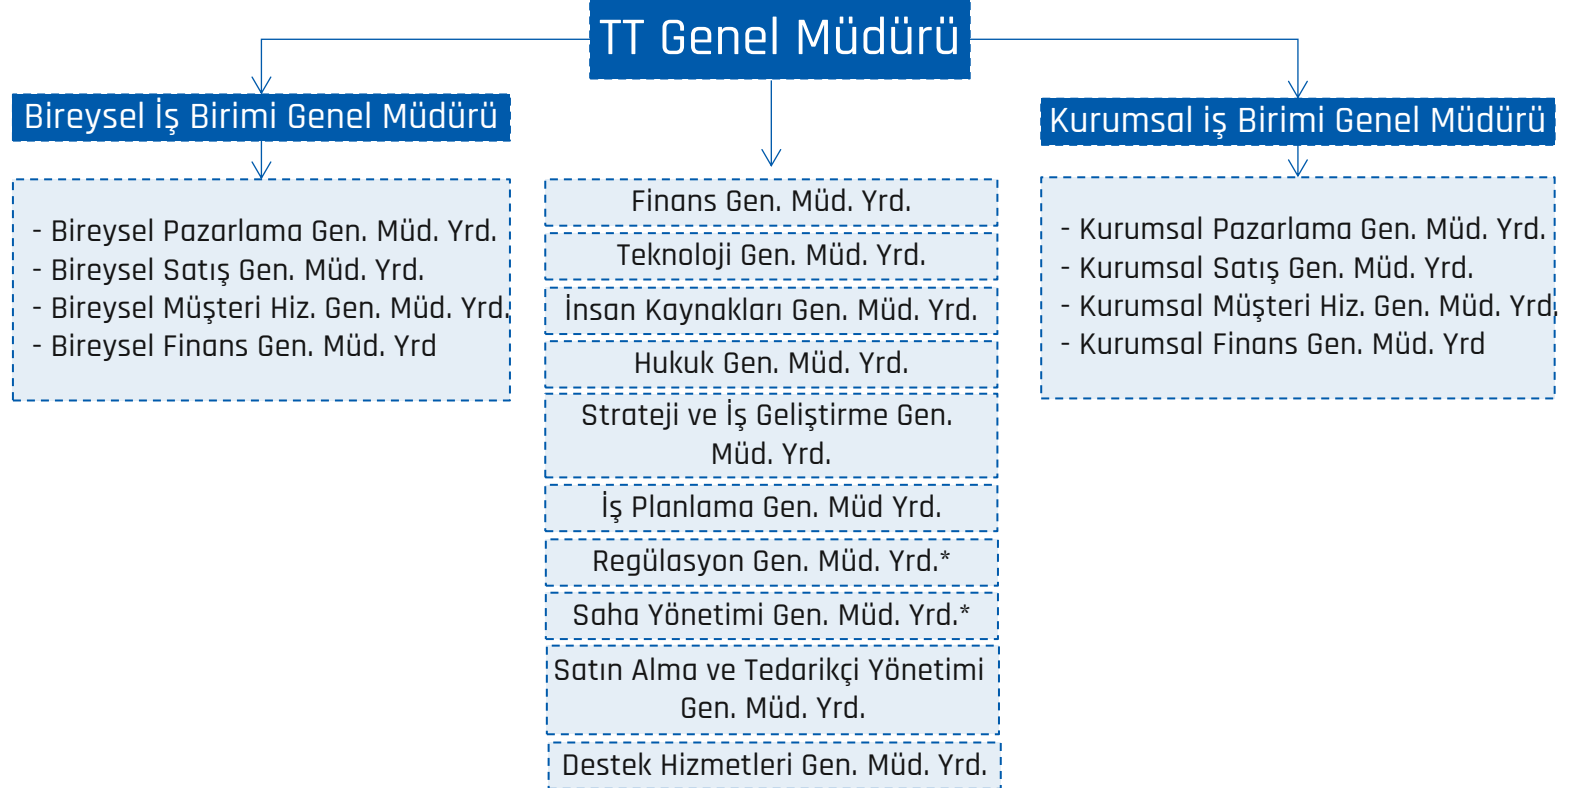 TT Genel Müdürü
Bireysel İş Birimi Genel Müdürü
- Bireysel Pazarlama Gen. Müd. Yrd.
- Bireysel Satış Gen. Müd. Yrd.
- Bireysel Müşteri Hiz. Gen. Müd. Yrd.
- Bireysel Finans Gen. Müd. Yrd
Finans Gen. Müd. Yrd.
Teknoloji Gen. Müd. Yrd.
İnsan Kaynakları Gen. Müd. Yrd.
Hukuk Gen. Müd. Yrd.
Strateji ve İş Geliştirme Gen.
Müd. Yrd.
İş Planlama Gen. Müd Yrd.
Regülasyon Gen. Müd. Yrd.*
Saha Yönetimi Gen. Müd. Yrd.*
Satın Alma ve Tedarikçi Yönetimi
Gen. Müd. Yrd.
Destek Hizmetleri Gen. Müd. Yrd.
Kurumsal iş Birimi Genel Müdürü
- Kurumsal Pazarlama Gen. Müd. Yrd.
- Kurumsal Satış Gen. Müd. Yrd.
- Kurumsal Müşteri Hiz. Gen. Müd. Yrd.
- Kurumsal Finans Gen. Müd. Yrd